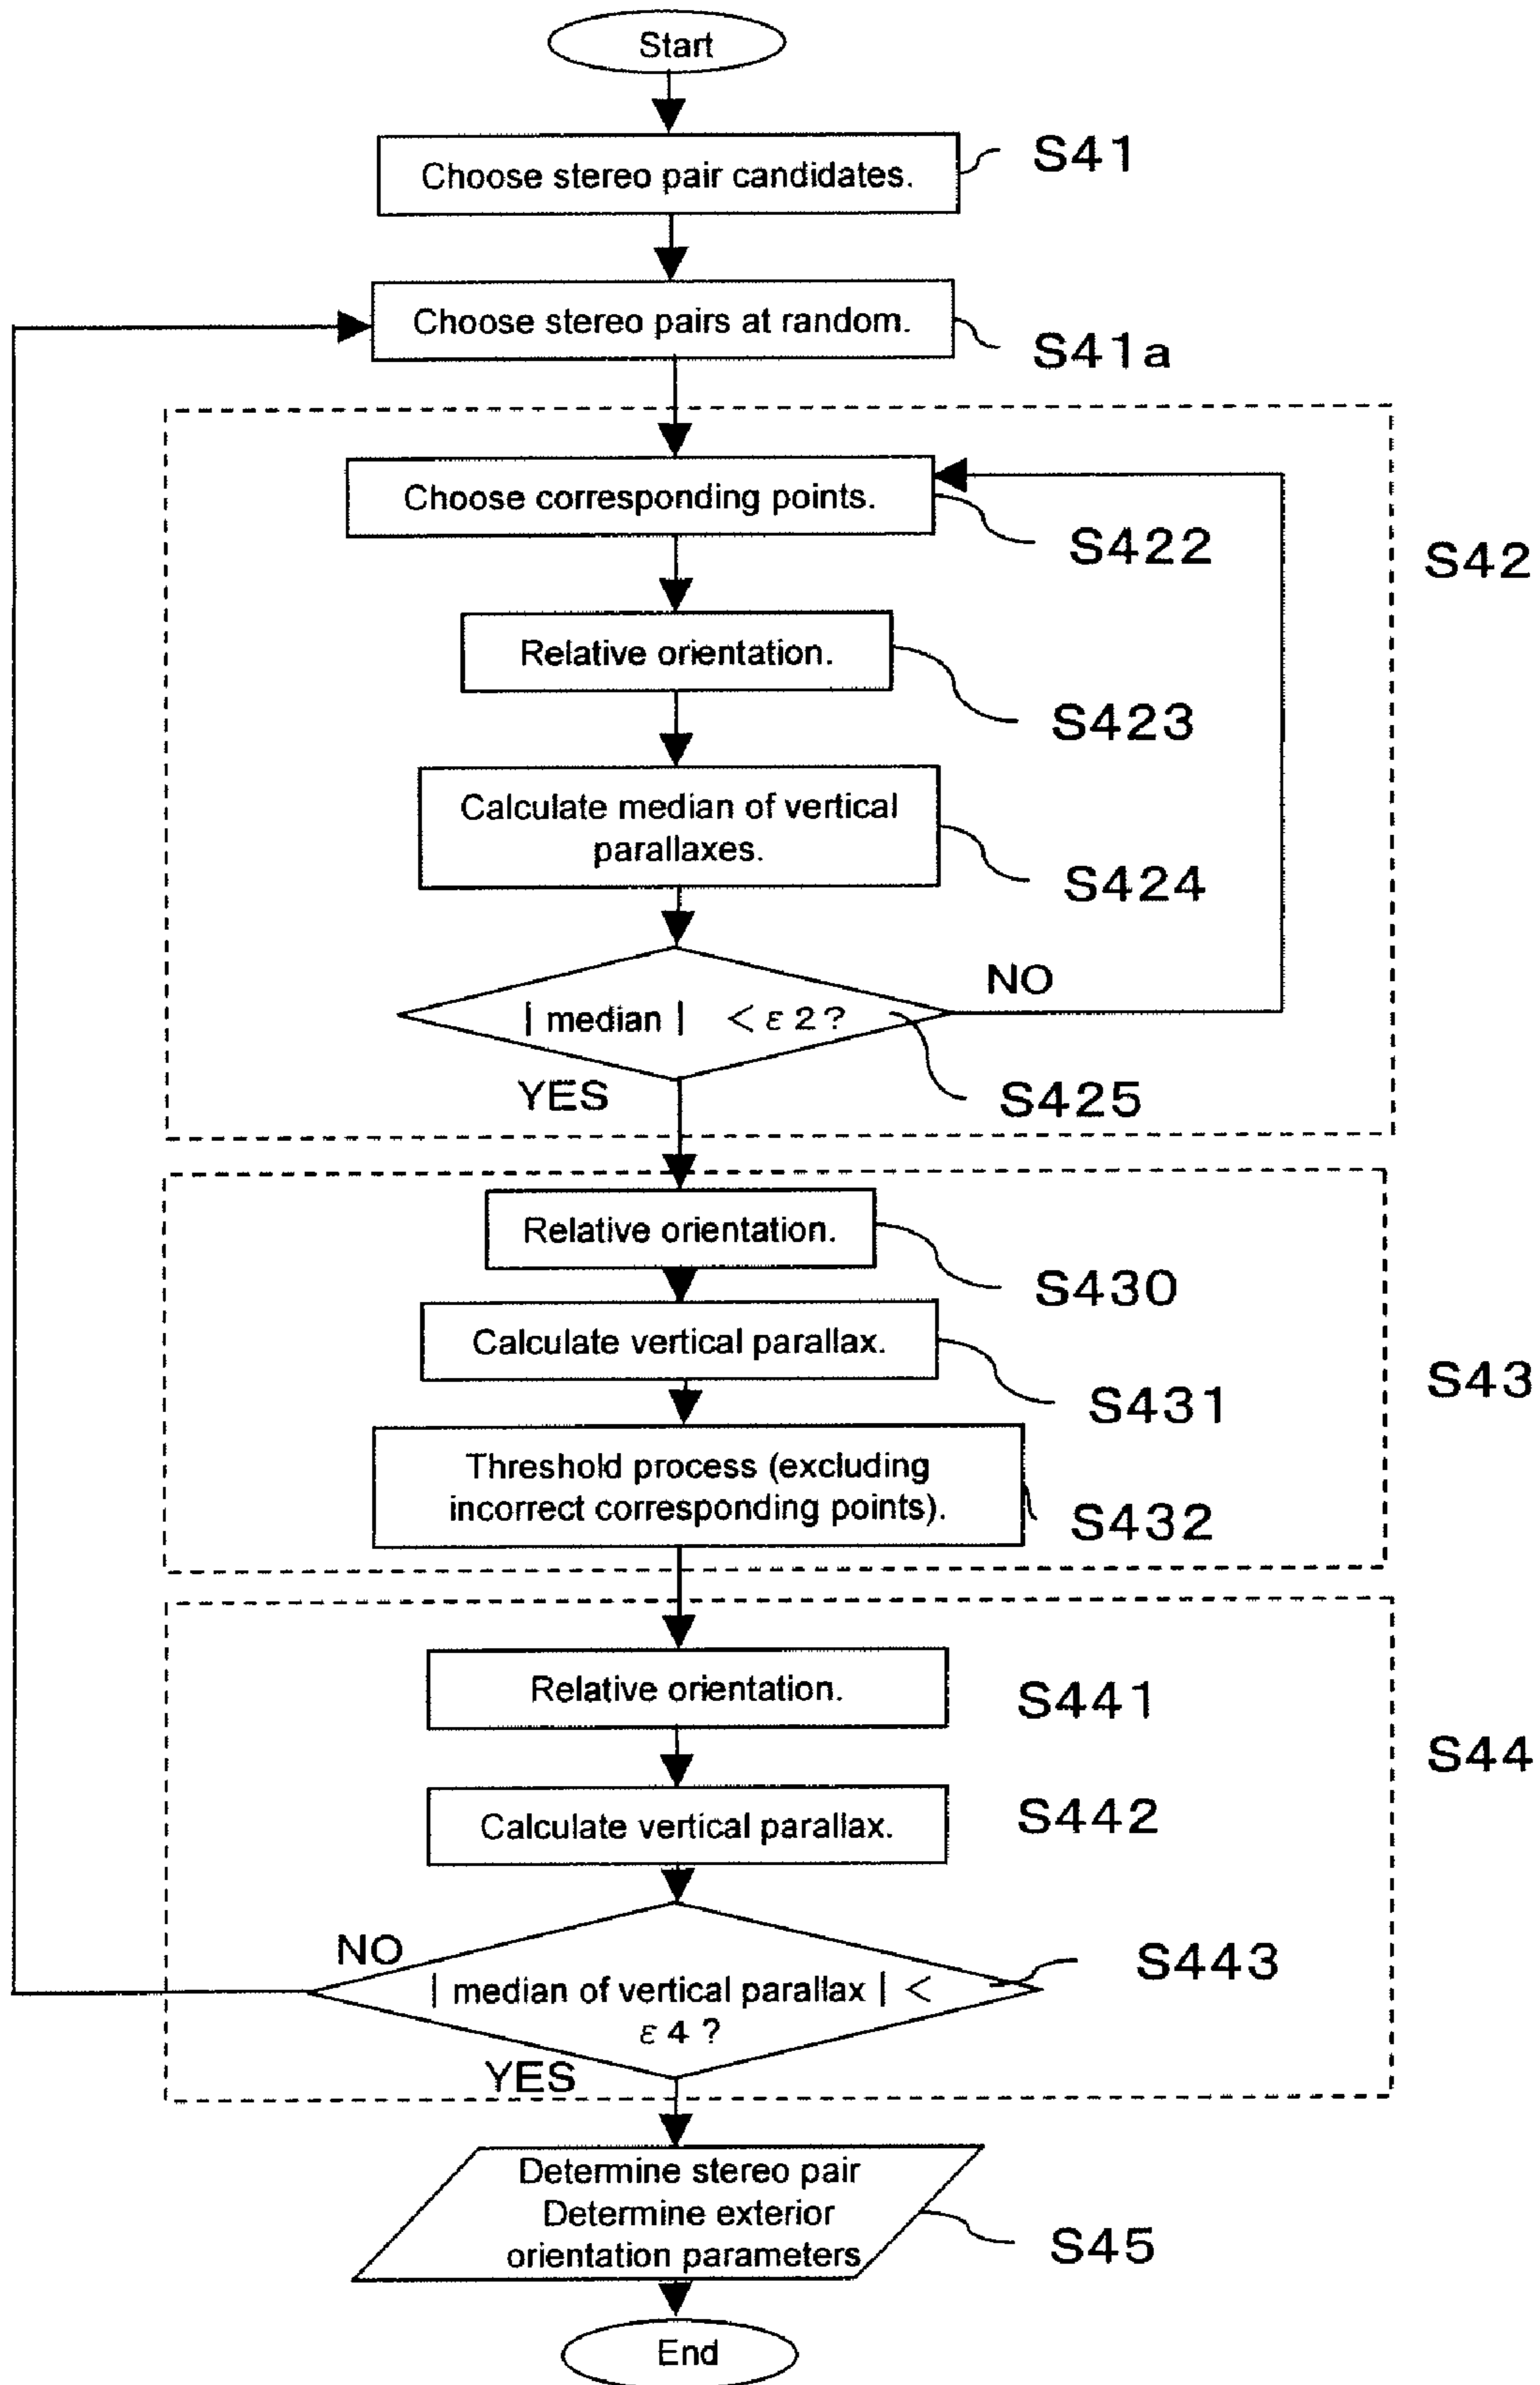 Start
Choose stereo pair candidates.
S41
Choose stereo pairs at random.
S41a
Choose corresponding points.
S422
S42
Relative orientation.
S423
Calculate median of vertical
parallaxes.
S424
| median | < ε2?
NO
YES
S425
Relative orientation.
S430
Calculate vertical parallax.
S431
S43
Threshold process (excluding
incorrect corresponding points).
S432
Relative orientation.
S441
S44
Calculate vertical parallax.
S442
NO
| median of vertical parallax | <
ε4?
S443
YES
Determine stereo pair
Determine exterior
orientation parameters
S45
End